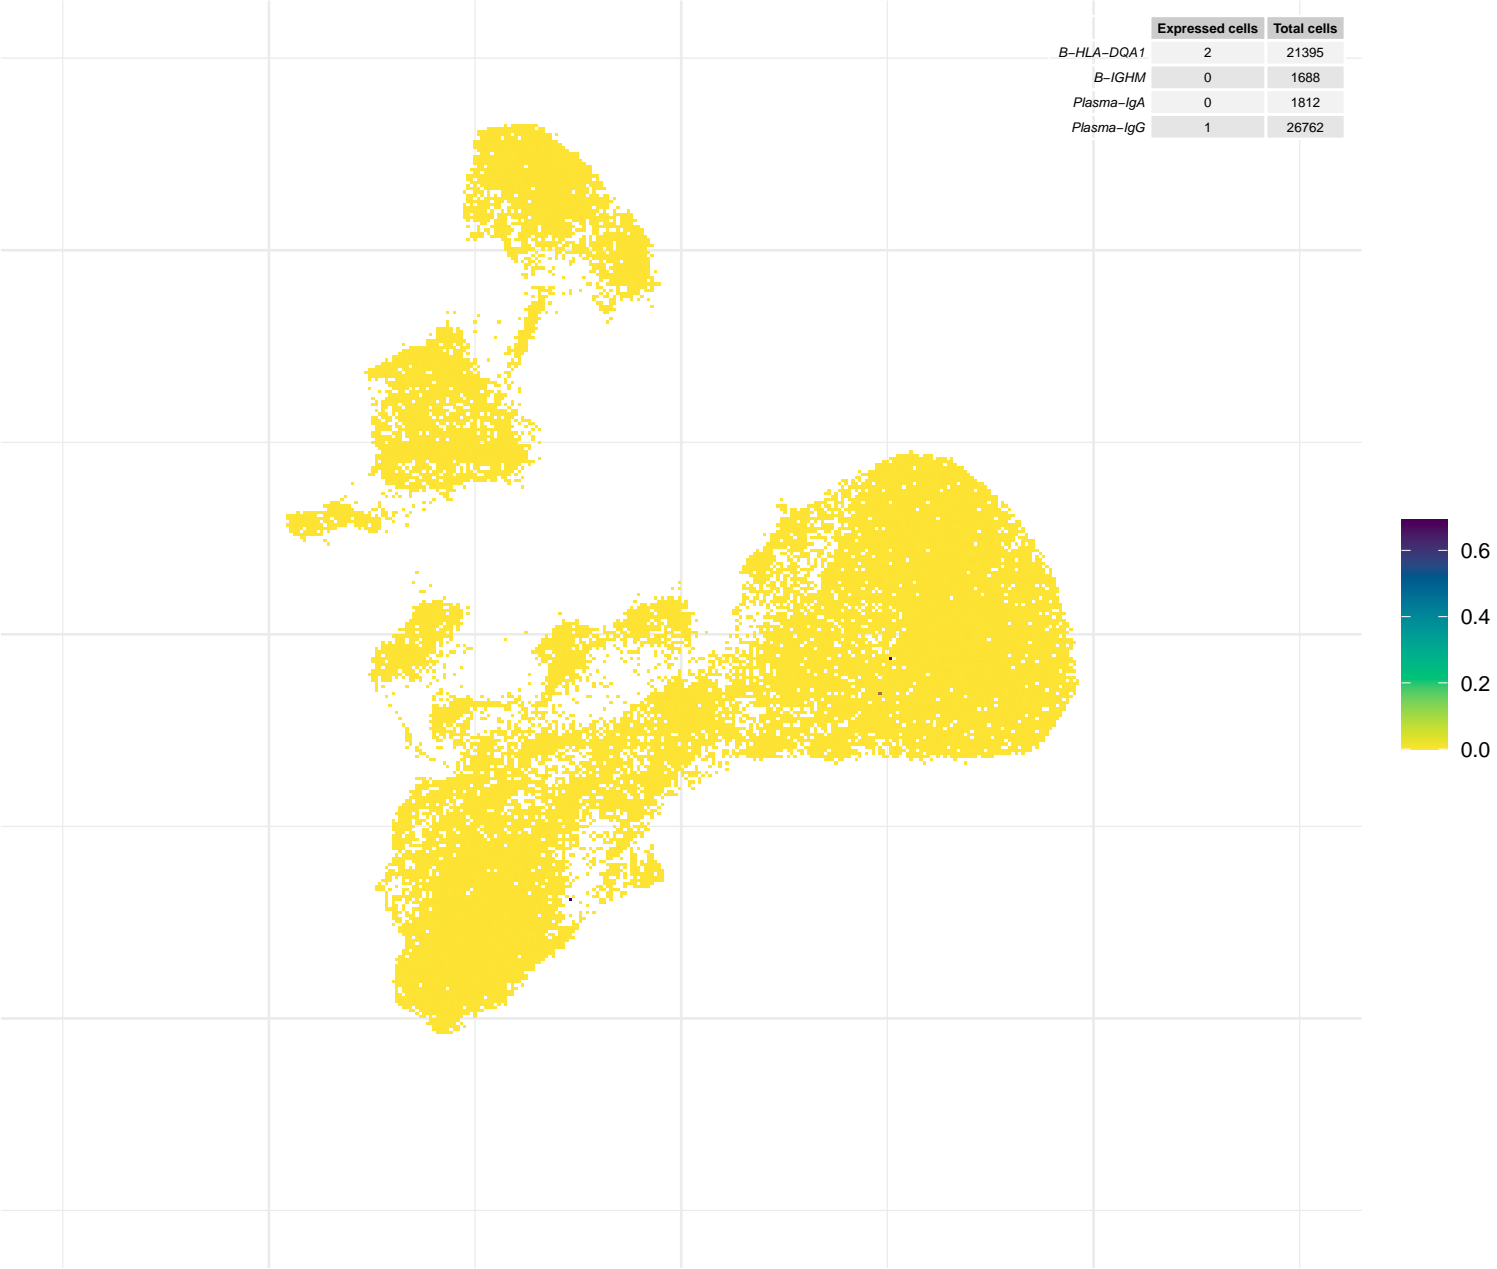 Expressed cells Total cells
B−HLA−DQA1 2 21395
B−IGHM 0 1688
Plasma−IgA 0 1812
Plasma−IgG 1 26762
0.6
0.4
0.2
0.0